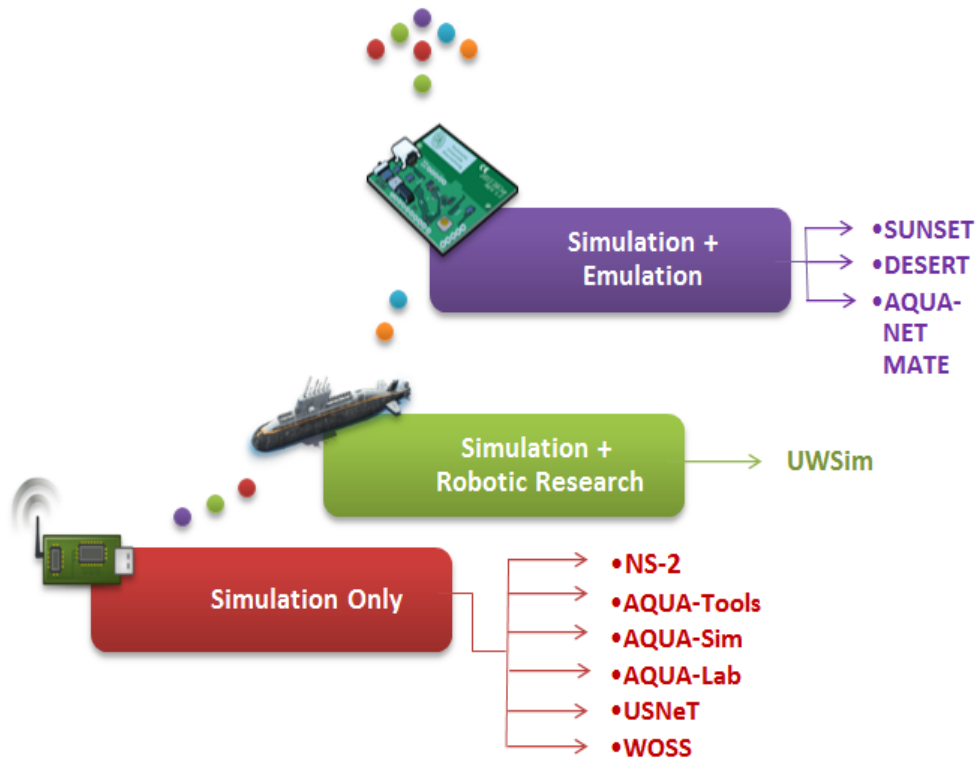 Simulation +
Emulation
•SUNSET
•DESERT
•AQUA-
NET
MATE
Simulation +
Robotic Research
UWSim
Simulation Only
•NS-2
•AQUA-Tools
•AQUA-Sim
•AQUA-Lab
•USNeT
•WOSS